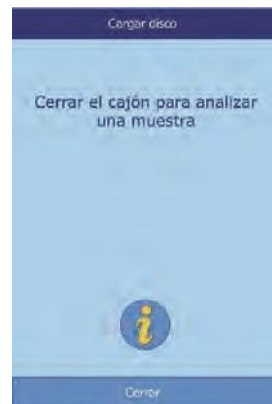 Cargar disco
Cerrar el cajón para analizar
una muestra
i
Cerrar